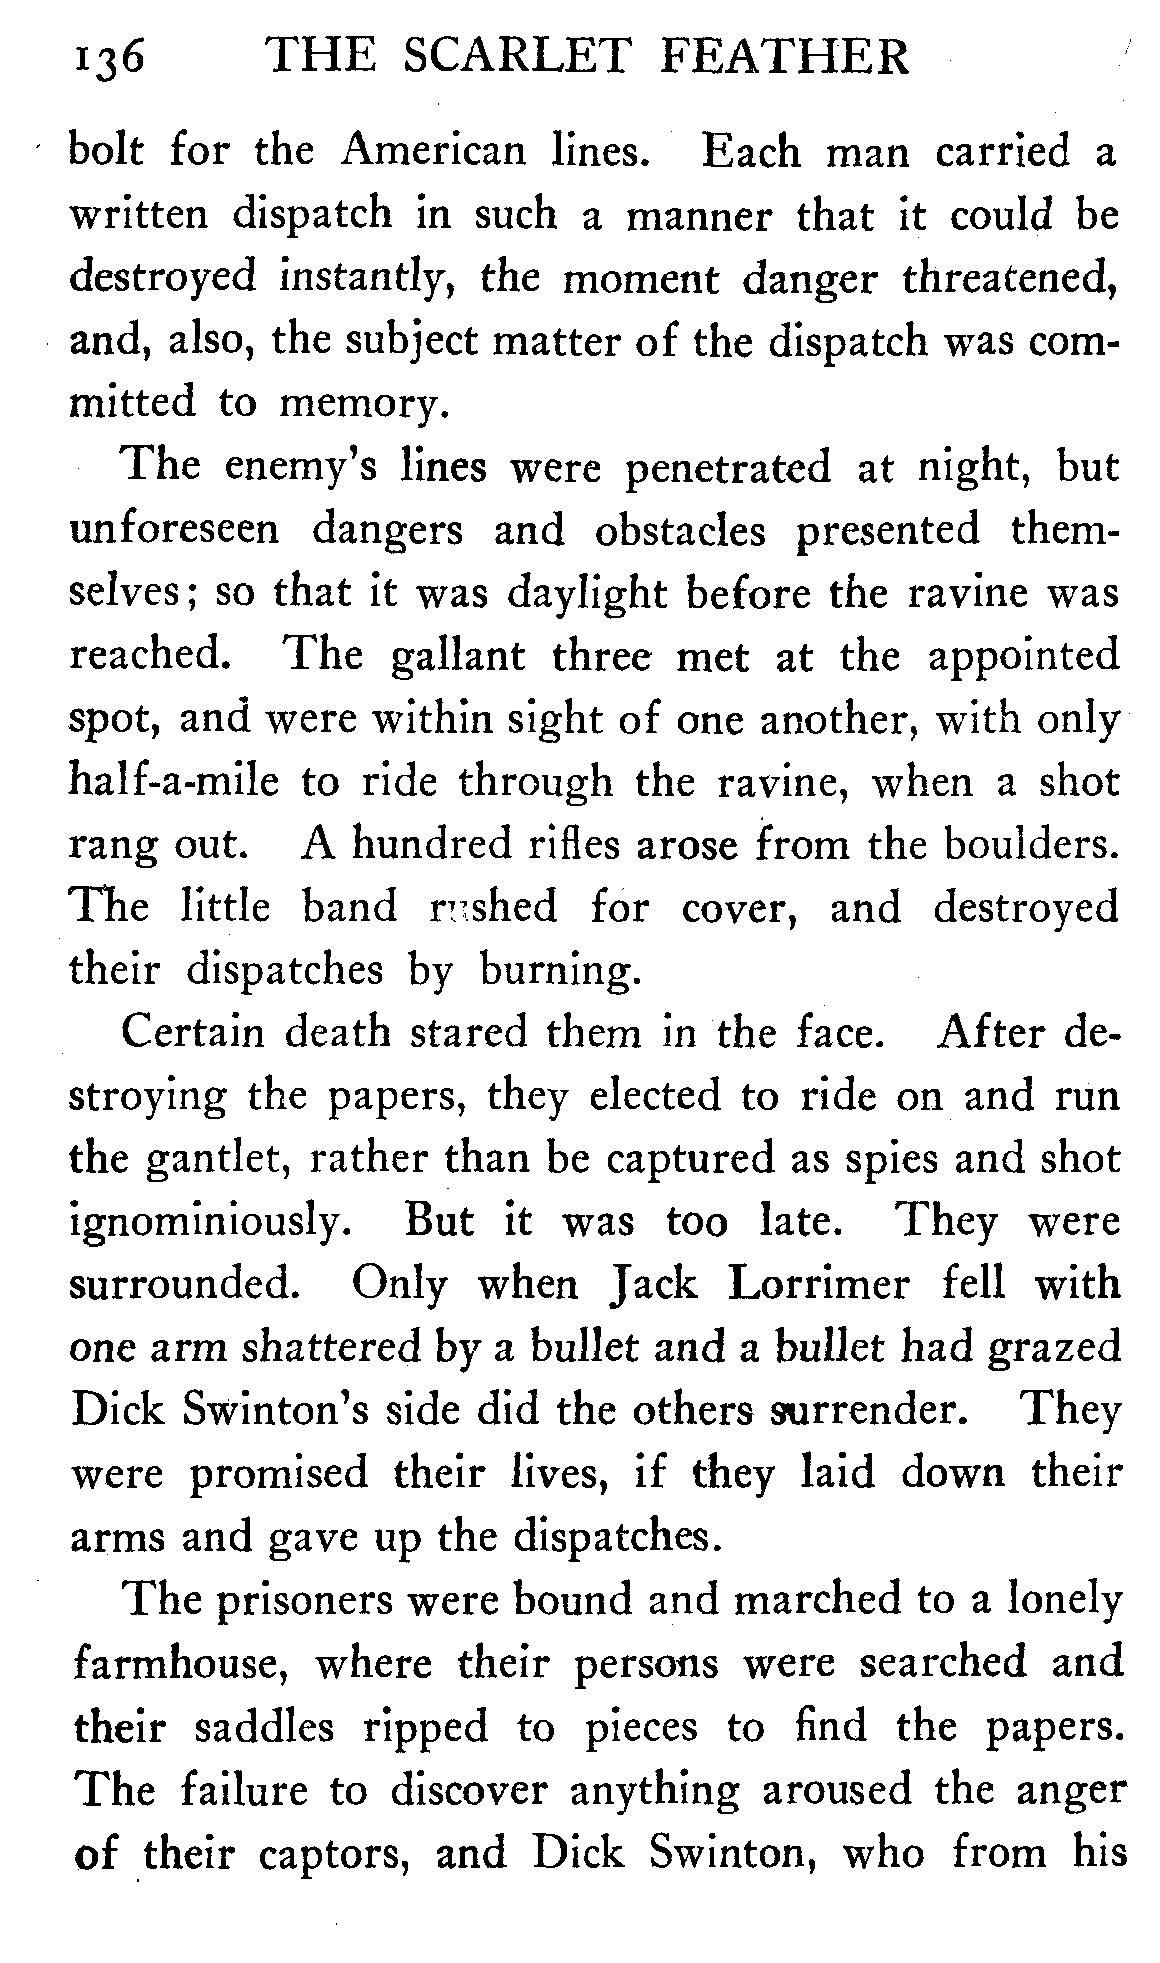 136 THE SCARLET FEATHER
bolt for the American lines. Each man carried a
written dispatch in such a manner that it could be
destroyed instantly, the moment danger threatened,
and, also, the subject matter of the dispatch was com-
mitted to memory.
The enemy's lines were penetrated at night, but
unforeseen dangers and obstacles presented them-
selves; so that it was daylight before the ravine was
reached. The gallant three met at the appointed
spot, and were within sight of one another, with only
half-a-mile to ride through the ravine, when a shot
rang out. A hundred rifles arose from the boulders.
The little band rushed for cover, and destroyed
their dispatches by burning.
Certain death stared them in the face. After de-
stroying the papers, they elected to ride on and run
the gantlet, rather than be captured as spies and shot
ignominiously. But it was too late. They were
surrounded. Only when Jack Lorrimer fell with
one arm shattered by a bullet and a bullet had grazed
Dick Swinton's side did the others surrender. They
were promised their lives, if they laid down their
arms and gave up the dispatches.
The prisoners were bound and marched to a lonely
farmhouse, where their persons were searched and
their saddles ripped to pieces to find the papers.
The failure to discover anything aroused the anger
of their captors, and Dick Swinton, who from his